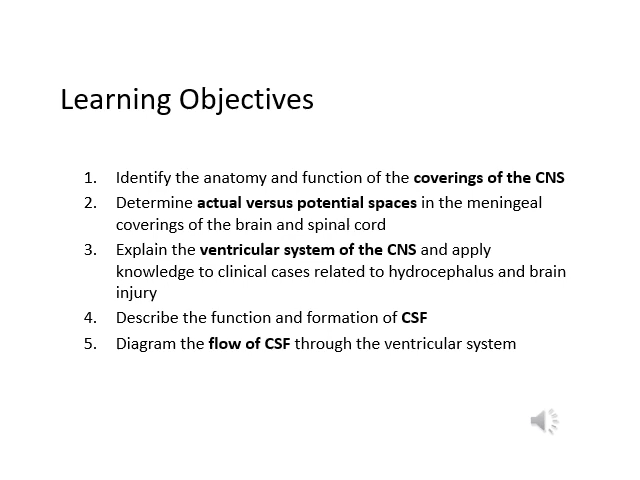 Learning Objectives
1. Identify the anatomy and function of the coverings of the CNS
2. Determine actual versus potential spaces in the meningeal
coverings of the brain and spinal cord
3. Explain the ventricular system of the CNS and apply
knowledge to clinical cases related to hydrocephalus and brain
injury
4. Describe the function and formation of CSF
5. Diagram the flow of CSF through the ventricular system